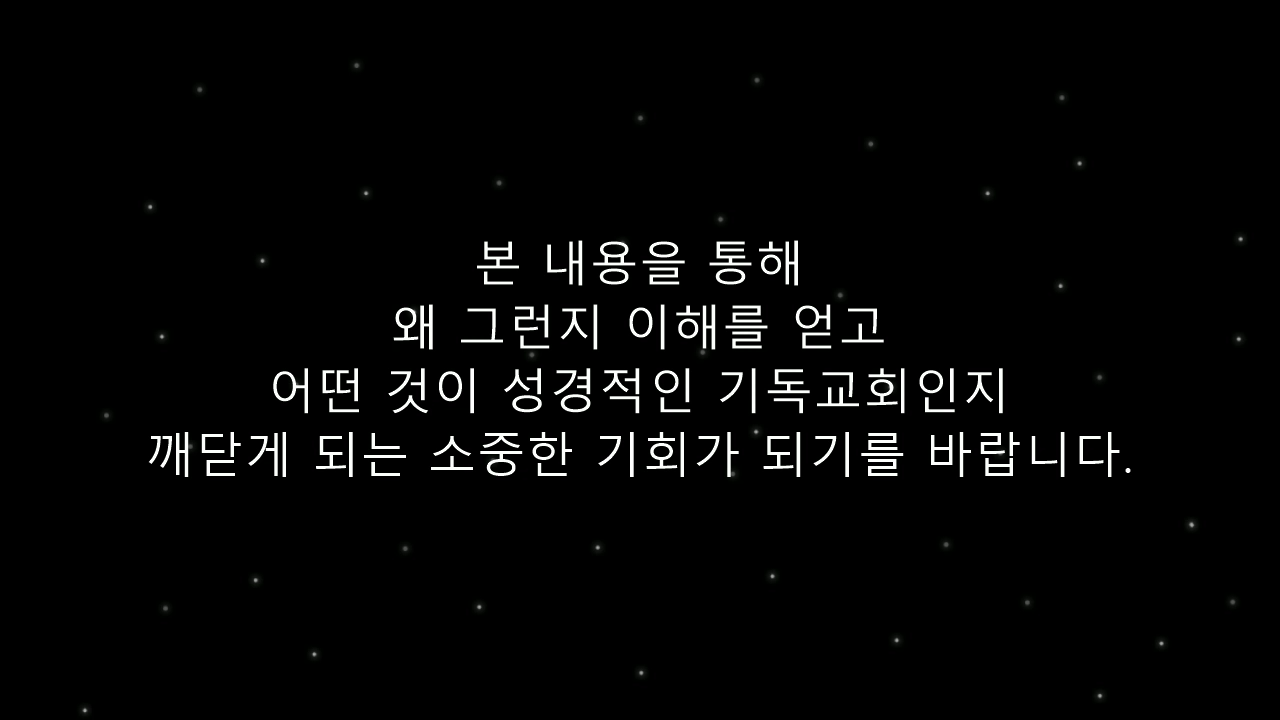 본 내용을 통해
왜 그런지 이해를 얻고
어떤 것이 성경적인 기독교회인지
깨닫게 되는 소중한 기회가 되기를 바랍니다.